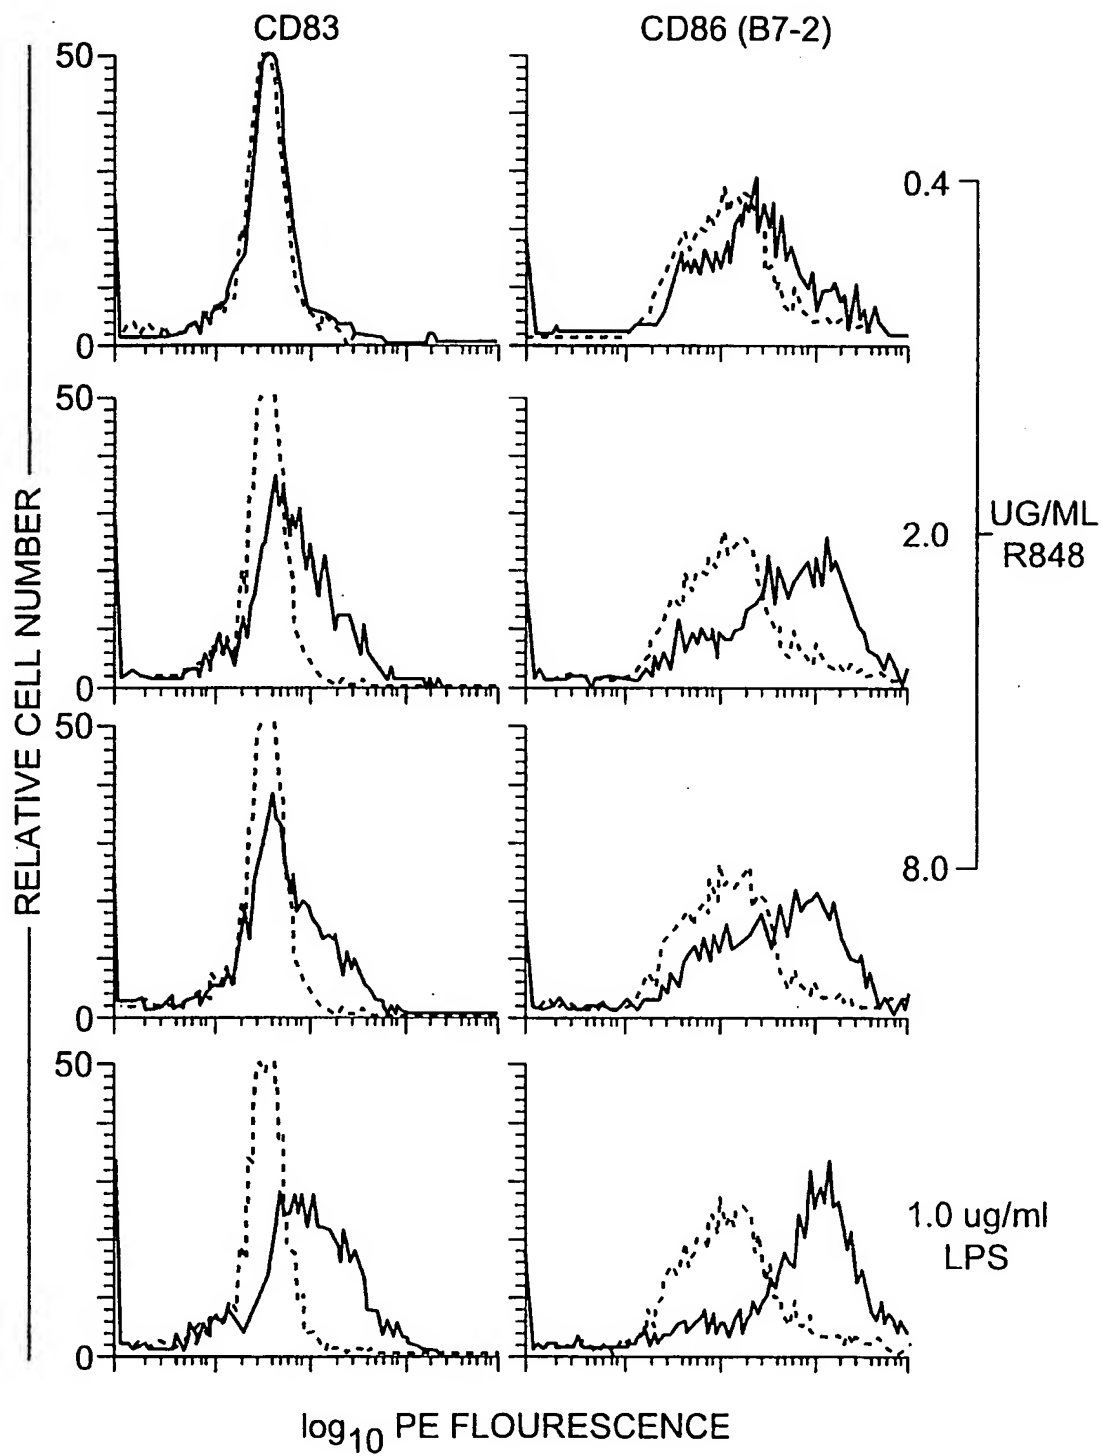 CD83
CD86 (B7-2)
50
0
0.4
50
0
2.0
UG/ML
R848
50
0
8.0
50
0
1.0 ug/ml
LPS
RELATIVE CELL NUMBER
log10 PE FLOURESCENCE